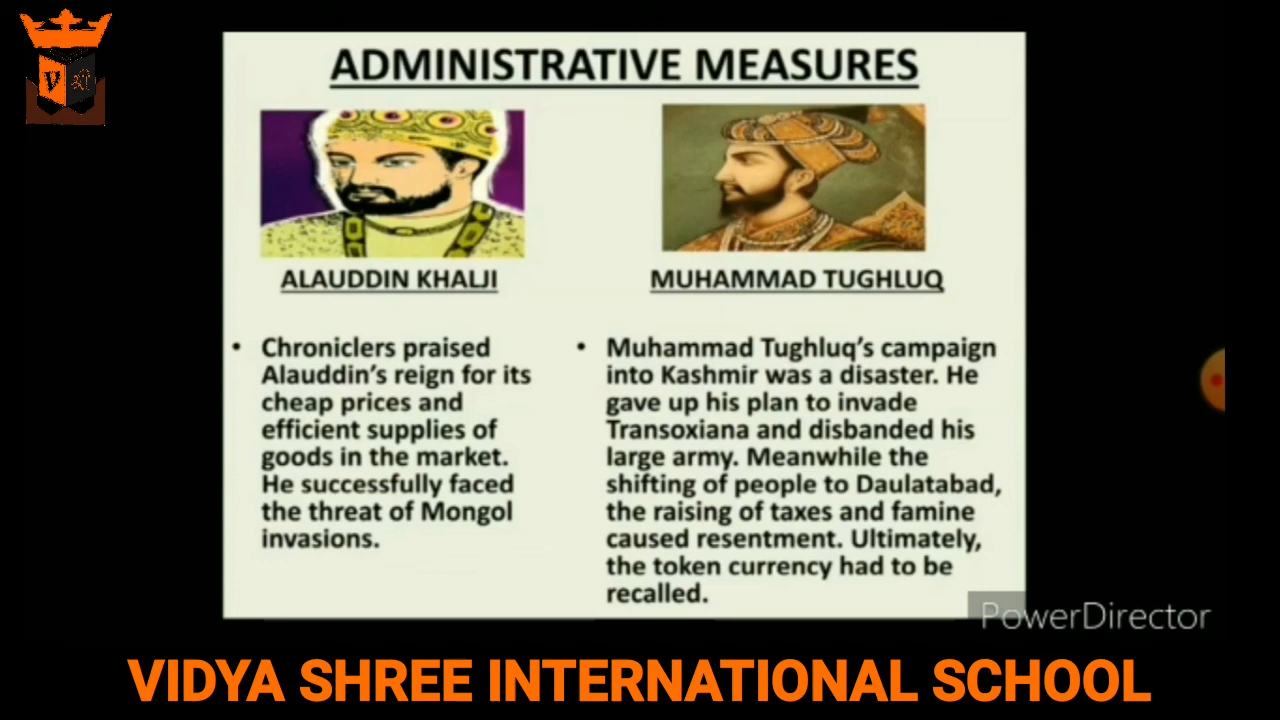 ADMINISTRATIVE MEASURES
ALAUDDIN KHALJI
• Chroniclers praised
Alauddin's reign for its
cheap prices and
efficient supplies of
goods in the market.
He successfully faced
the threat of Mongol
invasions.
MUHAMMAD TUGHLUQ
• Muhammad Tughluq's campaign
into Kashmir was a disaster. He
gave up his plan to invade
Transoxiana and disbanded his
large army. Meanwhile the
shifting of people to Daulatabad,
the raising of taxes and famine
caused resentment. Ultimately,
the token currency had to be
recalled.
PowerDirector
VIDYA SHREE INTERNATIONAL SCHOOL